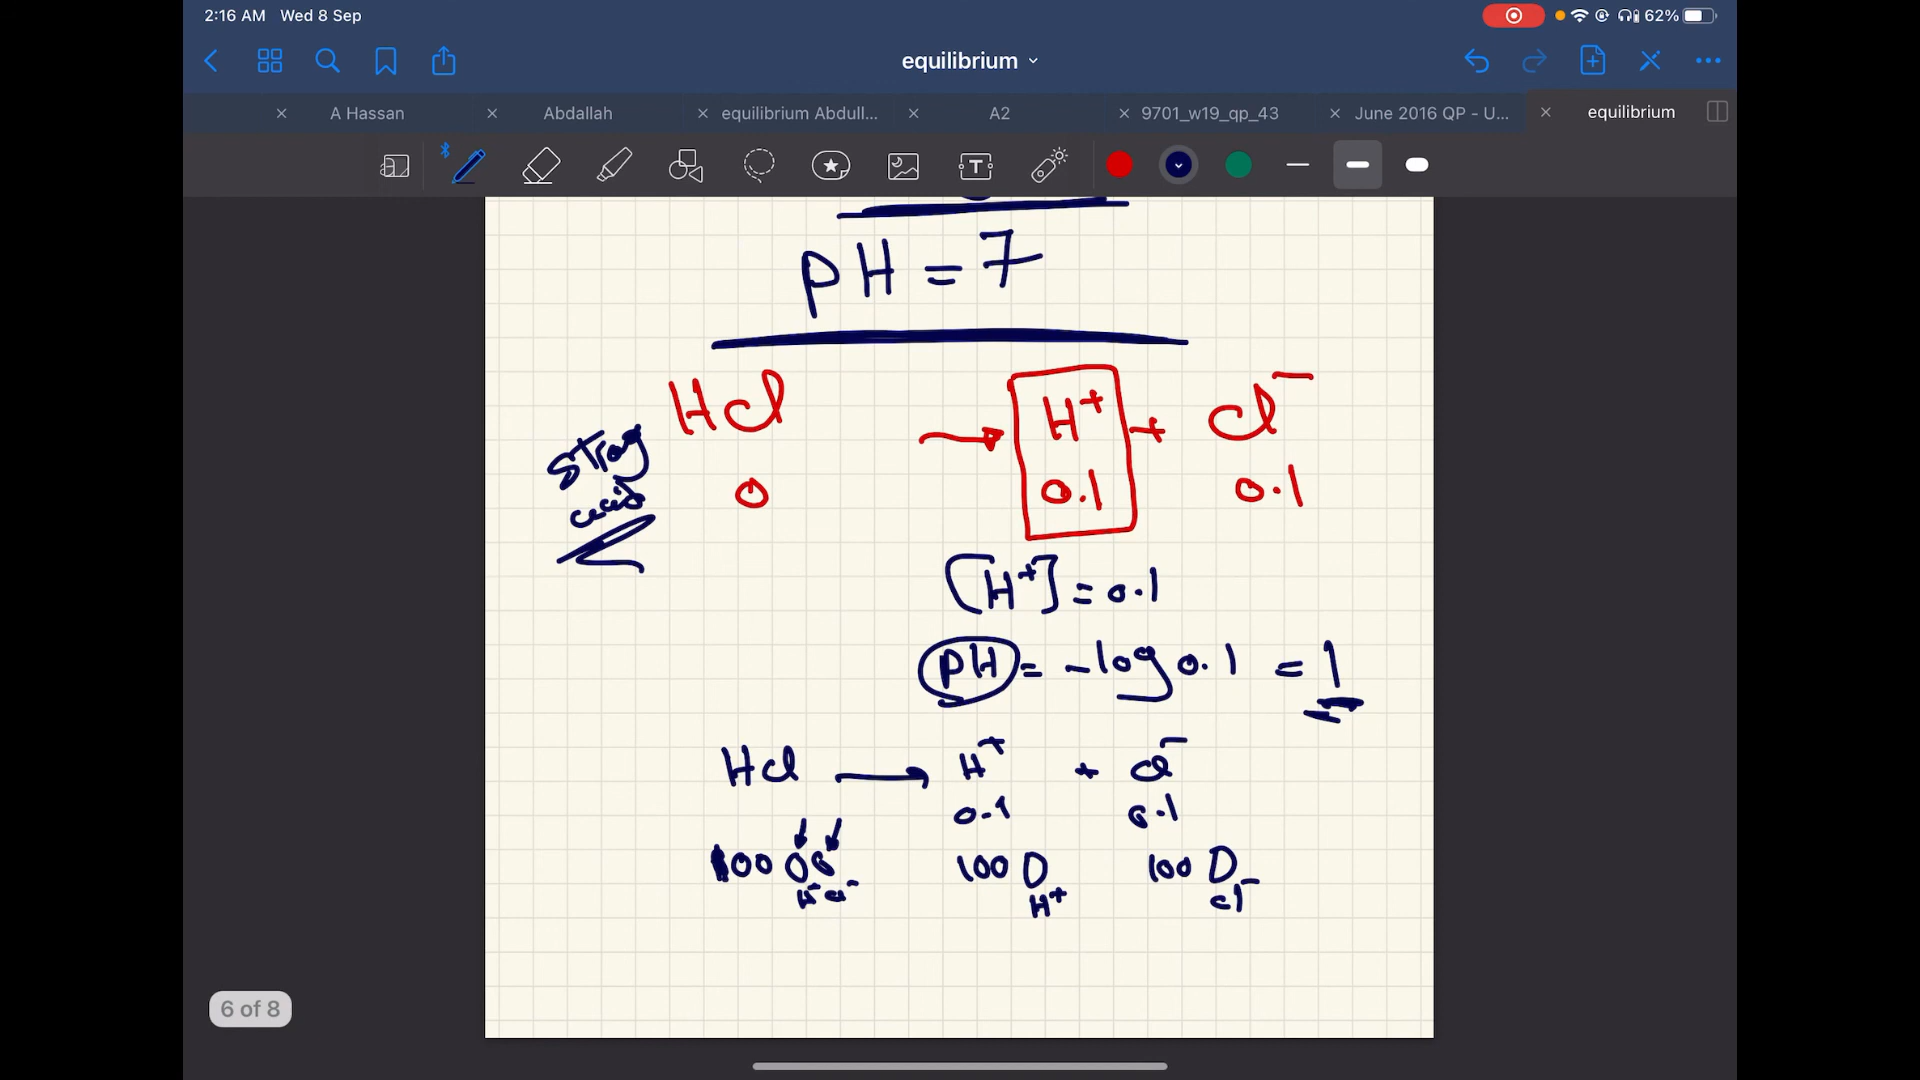 2:16 AM Wed 8 Sep
62%
equilibrium
A Hassan
Abdallah
equilibrium Abdull...
A2
9701_w19_qp_43
June 2016 QP - U...
equilibrium
pH = 7
HCl → H⁺ + Cl⁻
strong acid
0 0.1 0.1
[H⁺] = 0.1
pH = -log 0.1 = 1
HCl → H⁺ + Cl⁻
0.1 0.1
100 100 100
H⁺ Cl⁻ H⁺ Cl⁻
6 of 8